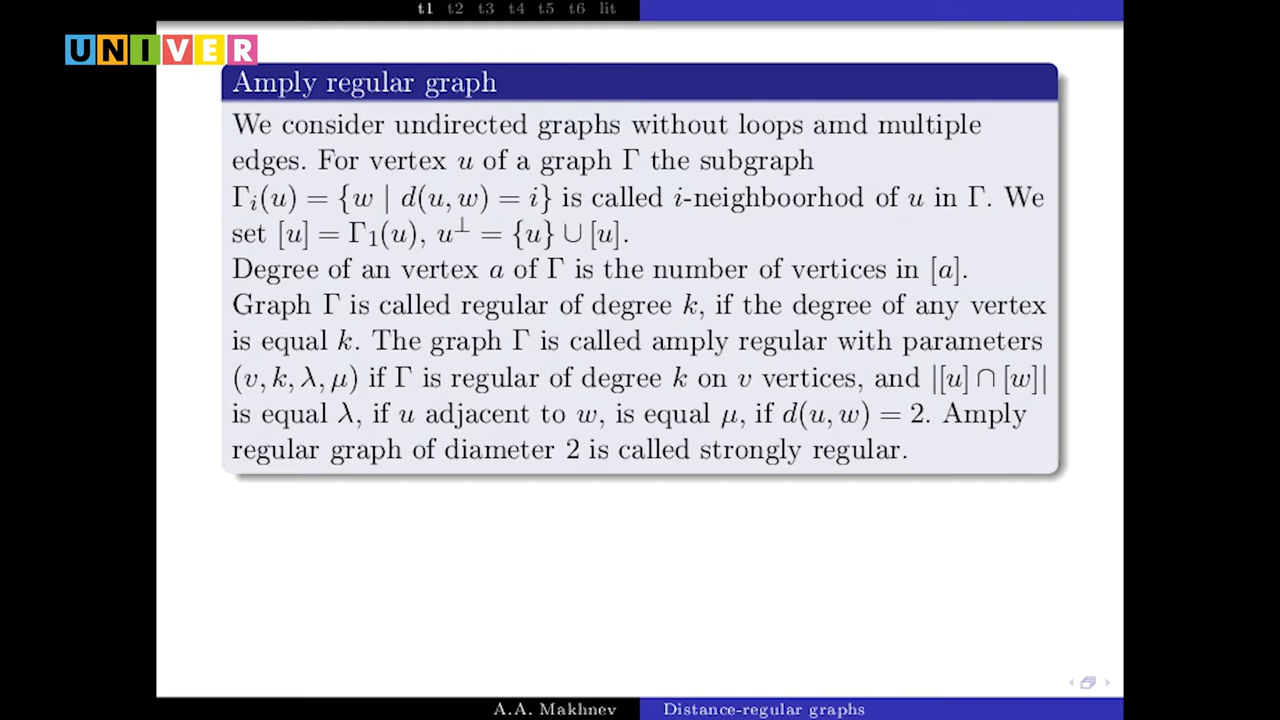 t1 t2 t3 t4 t5 t6 lit
UNIVER
Amply regular graph
We consider undirected graphs without loops amd multiple
edges. For vertex u of a graph Γ the subgraph
Γᵢ(u) = {w | d(u, w) = i} is called i-neighboorhod of u in Γ. We
set [u] = Γ₁(u), u^⊥ = {u} ∪ [u].
Degree of an vertex a of Γ is the number of vertices in [a].
Graph Γ is called regular of degree k, if the degree of any vertex
is equal k. The graph Γ is called amply regular with parameters
(v, k, λ, μ) if Γ is regular of degree k on v vertices, and |[u] ∩ [w]|
is equal λ, if u adjacent to w, is equal μ, if d(u, w) = 2. Amply
regular graph of diameter 2 is called strongly regular.
A.A. Makhnev Distance-regular graphs